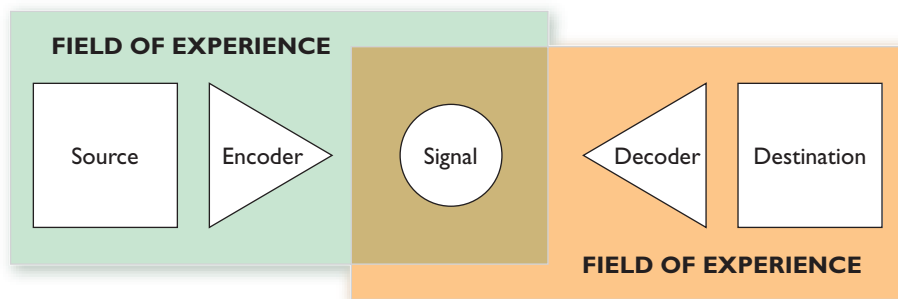 FIELD OF EXPERIENCE
Source
Encoder
Signal
Decoder
Destination
FIELD OF EXPERIENCE